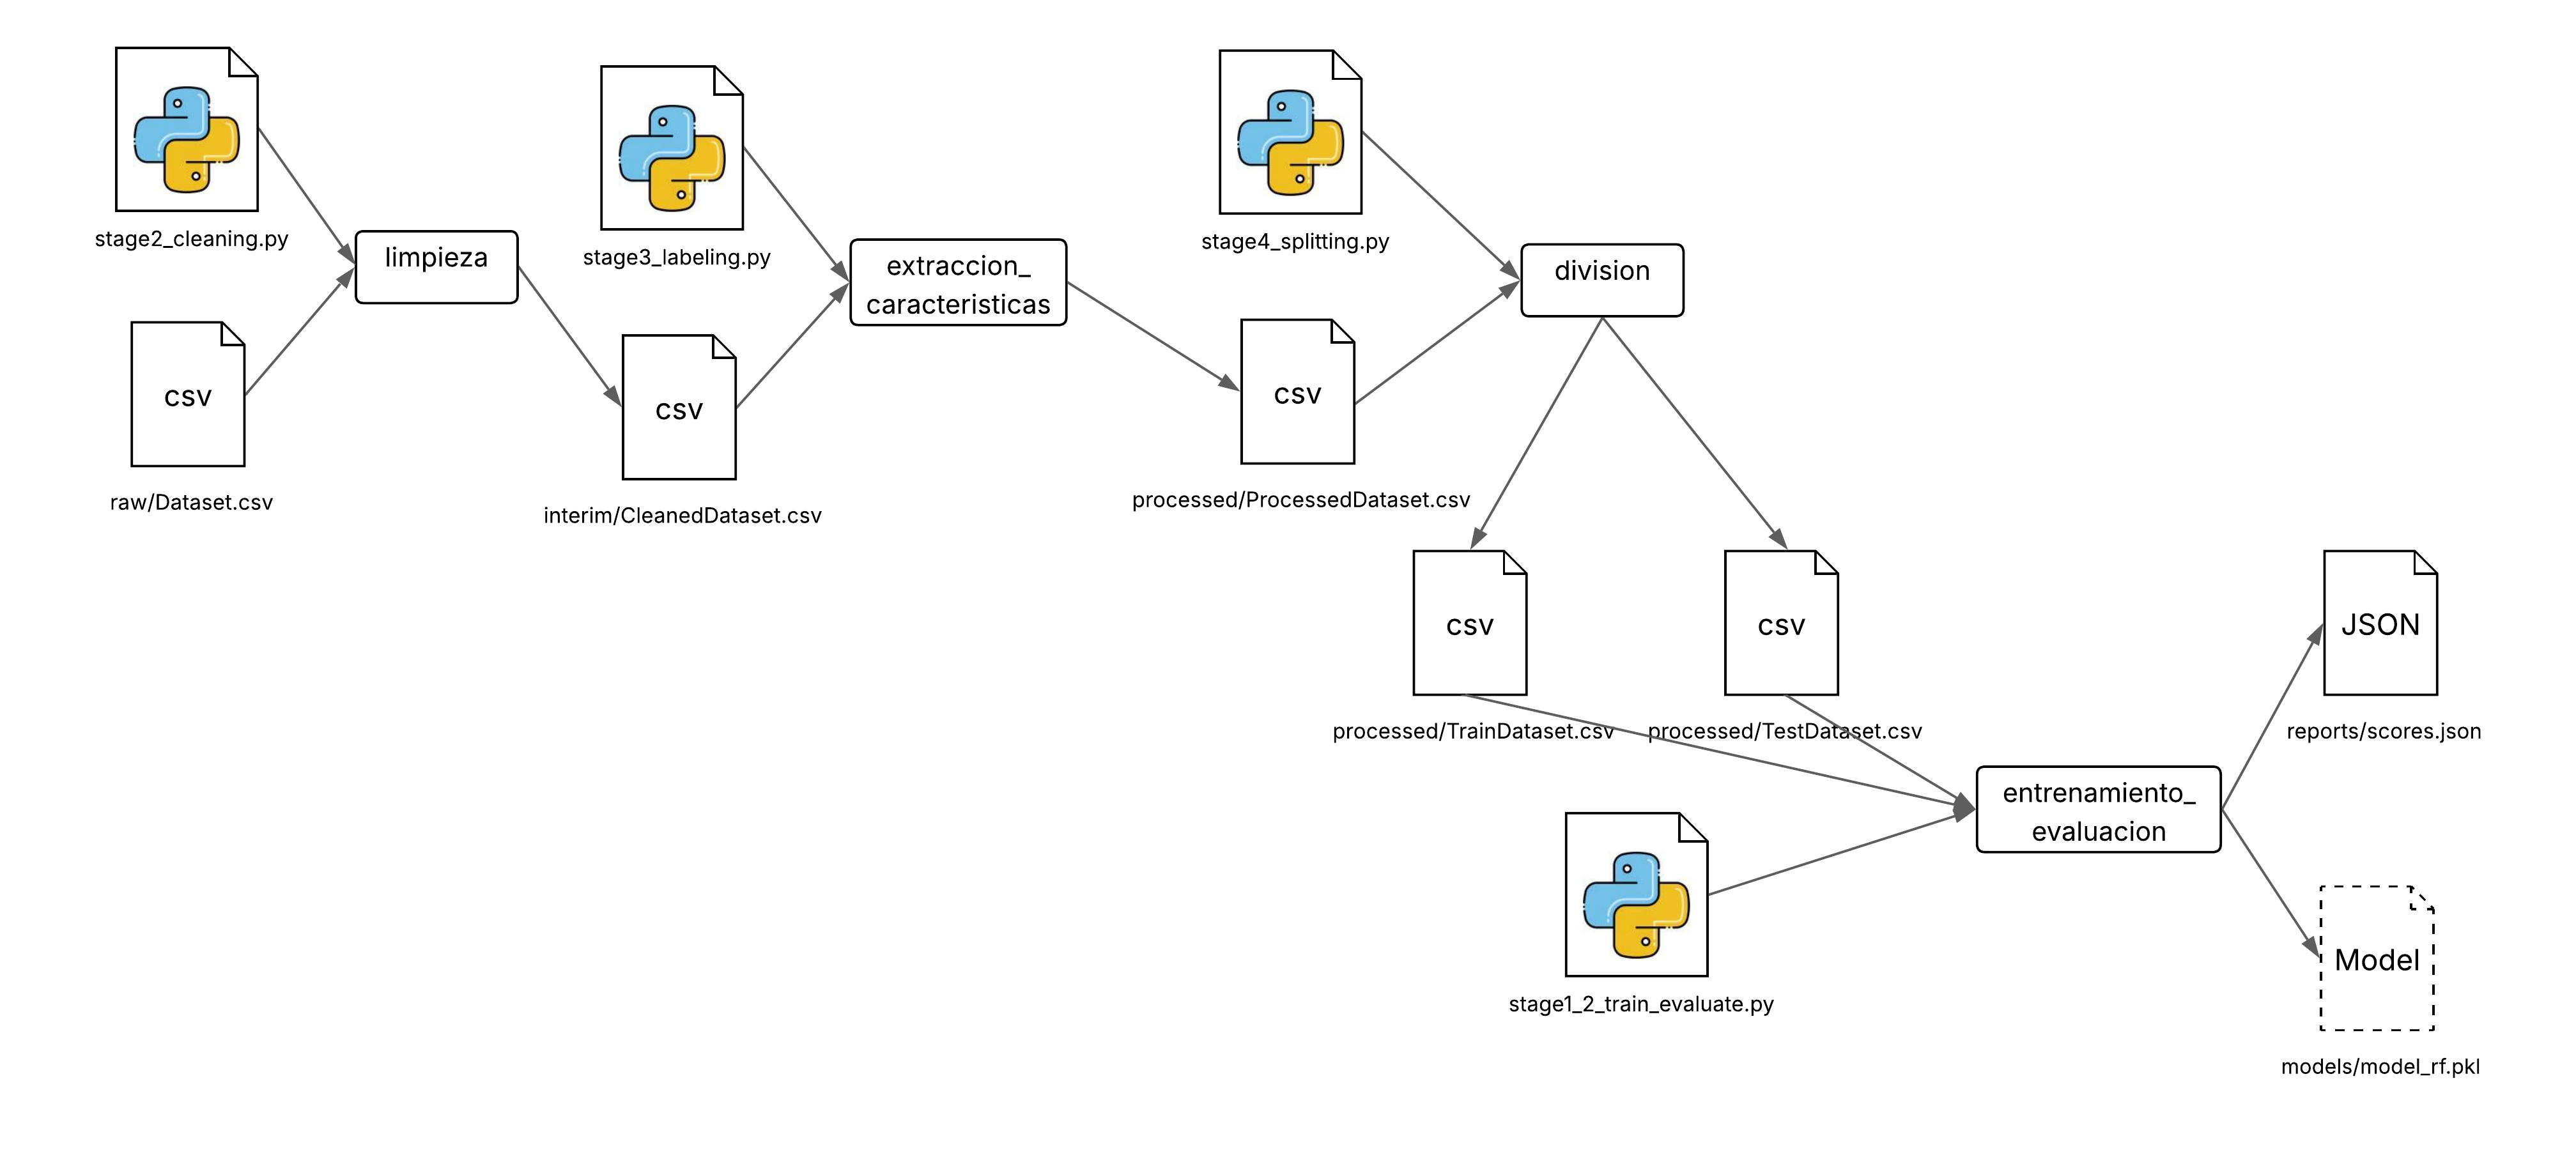 stage2_cleaning.py
limpieza
csv
raw/Dataset.csv
stage3_labeling.py
extraccion_
caracteristicas
csv
interim/CleanedDataset.csv
stage4_splitting.py
division
csv
processed/ProcessedDataset.csv
csv
processed/TrainDataset.csv
csv
processed/TestDataset.csv
stage1_2_train_evaluate.py
entrenamiento_
evaluacion
JSON
reports/scores.json
Model
models/model_rf.pkl